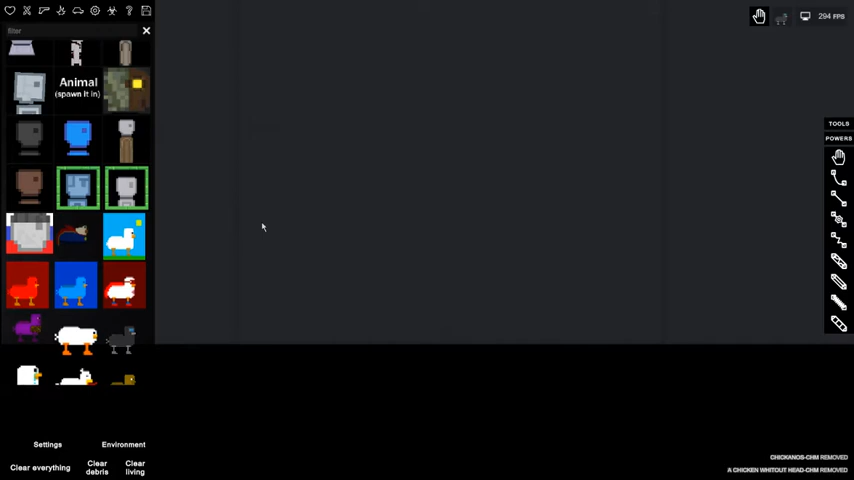 294 FPS
filter
Animal
(spawn it in)
TOOLS
POWERS
Settings
Environment
Clear everything
Clear
debris
Clear
living
CHICKANOS-CHM REMOVED
A CHICKEN WHITOUT HEAD-CHM REMOVED